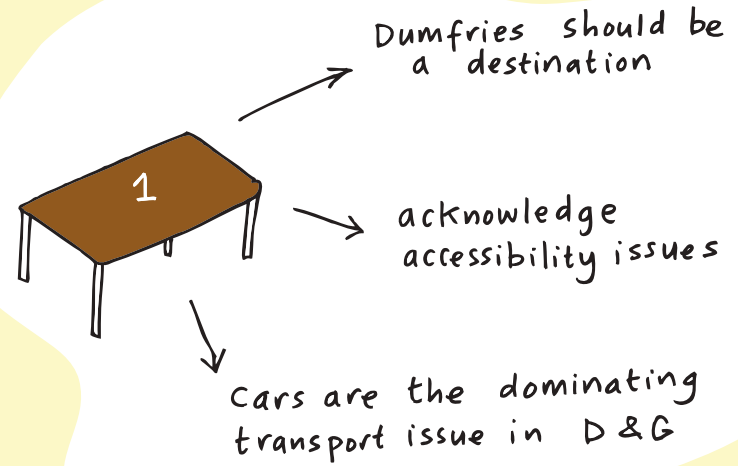 Dumfries should be
a destination
1
acknowledge
accessibility issues
Cars are the dominating
transport issue in D & G